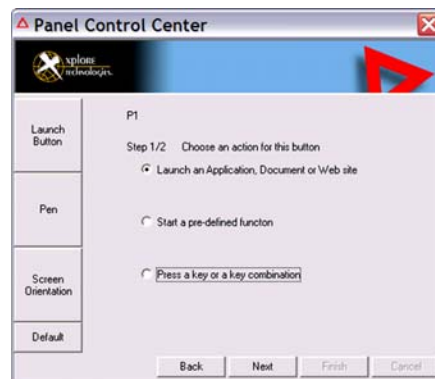 Panel Control Center
xplore
technologies.
Launch
Button
Pen
Screen
Orientation
Default
P1
Step 1/2 Choose an action for this button
Launch an Application, Document or Web site
Start a pre-defined functon
Press a key or a key combination
Back Next Finish Cancel